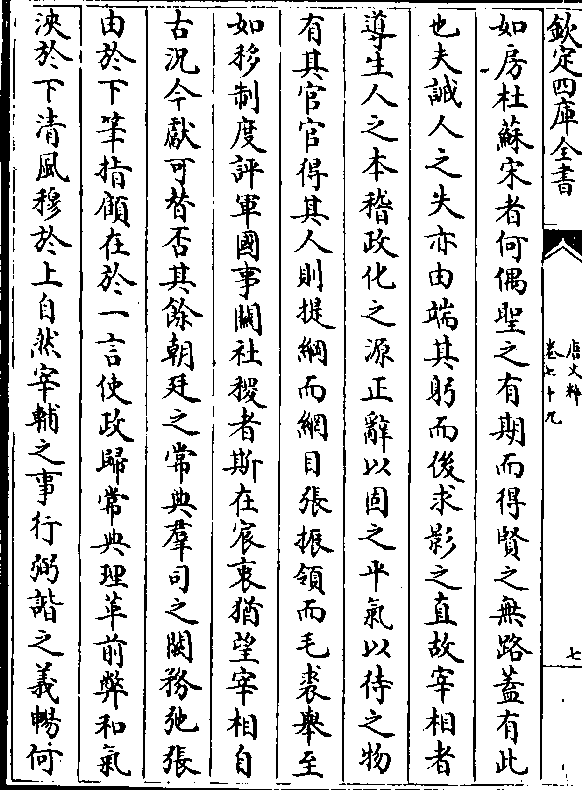 欽定四庫全書
唐文粹
卷七十九
七
如房杜蘇宋者何偶聖之有期而得賢之無路蓋有此
也夫誠人之失亦由端其躬而後求影之直故宰相者
導生人之本稽政化之源正辭以固之平氣以待之物
有其官官得其人則提綱而網目張振領而毛裘舉至
如移制度評軍國事關社稷者斯在宸衷猶望宰相自
古況今獻可替否其餘朝廷之常典羣司之闕務弛張
由於下筆指顧在於一言使政歸常典理革前弊和氣
浹於下清風穆於上自然宰輔之事行弼諧之義暢何